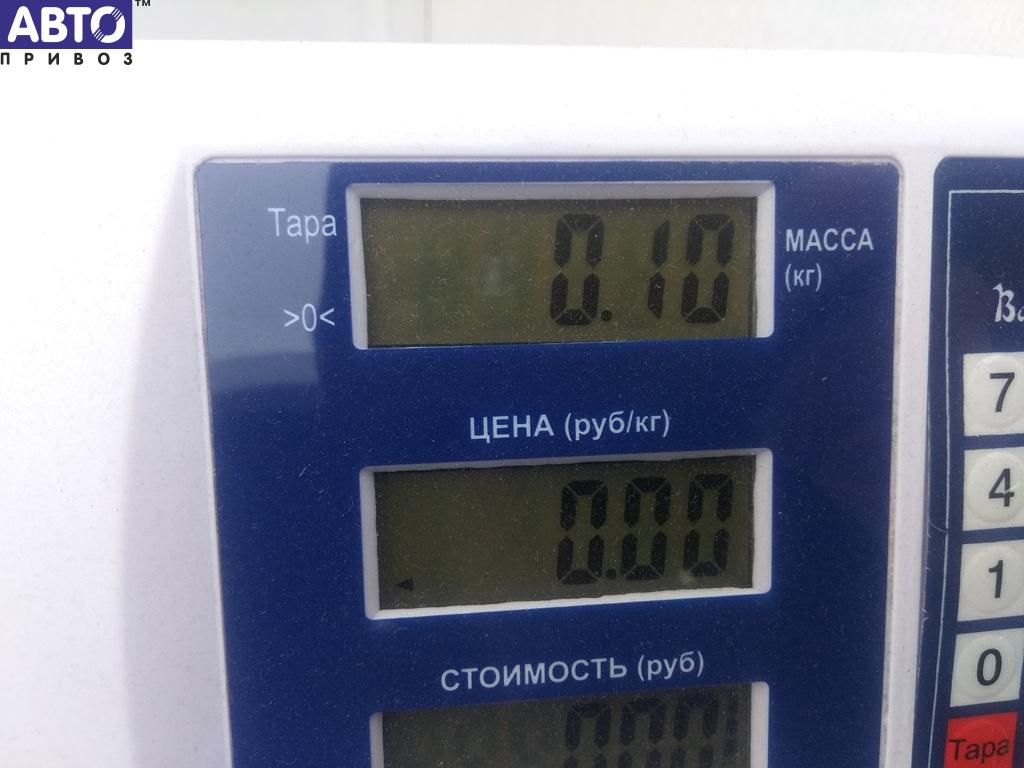 АВТО™
ПРИВОЗ
Тара
0.10
МАССА
(кг)
>0<
ЦЕНА (руб/кг)
0.00
СТОИМОСТЬ (руб)
7
4
1
0
Тара